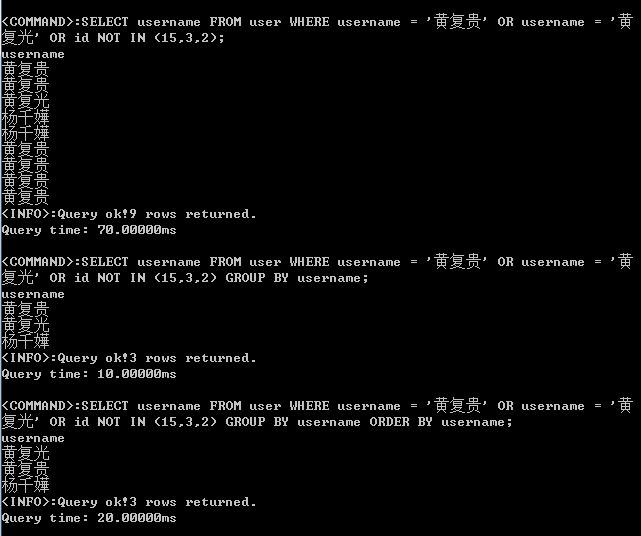 <COMMAND>:SELECT username FROM user WHERE username = '黄复贵' OR username = '黄
复光' OR id NOT IN (15,3,2);
username
黄复贵
黄复贵
黄复光
杨千嬅
杨千嬅
黄复贵
黄复贵
黄复贵
黄复贵
<INFO>:Query ok!9 rows returned.
Query time: 70.00000ms
<COMMAND>:SELECT username FROM user WHERE username = '黄复贵' OR username = '黄
复光' OR id NOT IN (15,3,2) GROUP BY username;
username
黄复贵
黄复光
杨千嬅
<INFO>:Query ok!3 rows returned.
Query time: 10.00000ms
<COMMAND>:SELECT username FROM user WHERE username = '黄复贵' OR username = '黄
复光' OR id NOT IN (15,3,2) GROUP BY username ORDER BY username;
username
黄复光
黄复贵
杨千嬅
<INFO>:Query ok!3 rows returned.
Query time: 20.00000ms